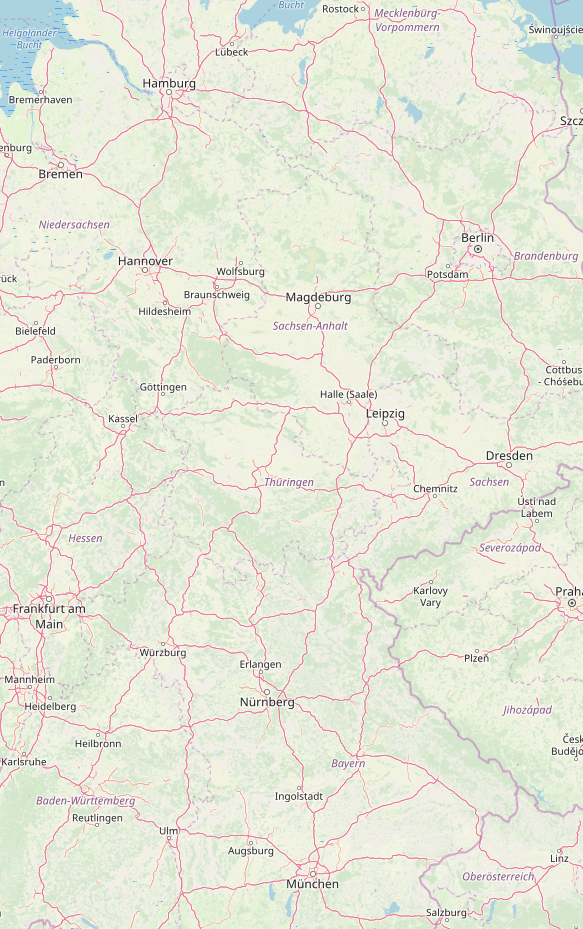 Bucht
Rostock
Mecklenburg-
Vorpommern
Helgoländer
Bucht
Świnoujście
Lübeck
Hamburg
Bremerhaven
Szcz
enburg
Bremen
Niedersachsen
Berlin
Hannover
Brandenburg
Wolfsburg
Potsdam
rück
Braunschweig
Magdeburg
Hildesheim
Sachsen-Anhalt
Bielefeld
Paderborn
Cottbus
- Chóśebu
Göttingen
Halle (Saale)
Leipzig
Kassel
Dresden
n
Thüringen
Sachsen
Chemnitz
Ústí nad
Labem
Hessen
Severozápad
Karlovy
Vary
Praha
Frankfurt am
Main
Würzburg
Plzeň
Erlangen
Mannheim
Nürnberg
Heidelberg
Jihozápad
Heilbronn
Česk
Budějo
Karlsruhe
Bayern
Ingolstadt
Baden-Württemberg
Reutlingen
Ulm
Augsburg
Linz
Oberösterreich
München
Salzburg